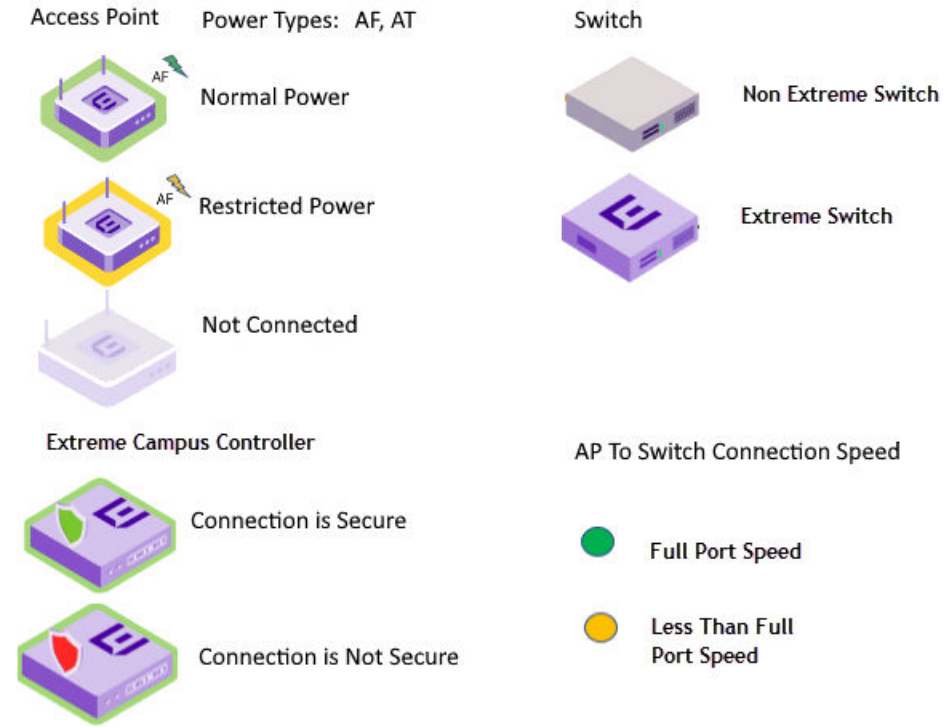 Access Point
Power Types: AF, AT
Switch
AF
Normal Power
Non Extreme Switch
AF
Restricted Power
Extreme Switch
Not Connected
Extreme Campus Controller
AP To Switch Connection Speed
Connection is Secure
Full Port Speed
Less Than Full
Port Speed
Connection is Not Secure